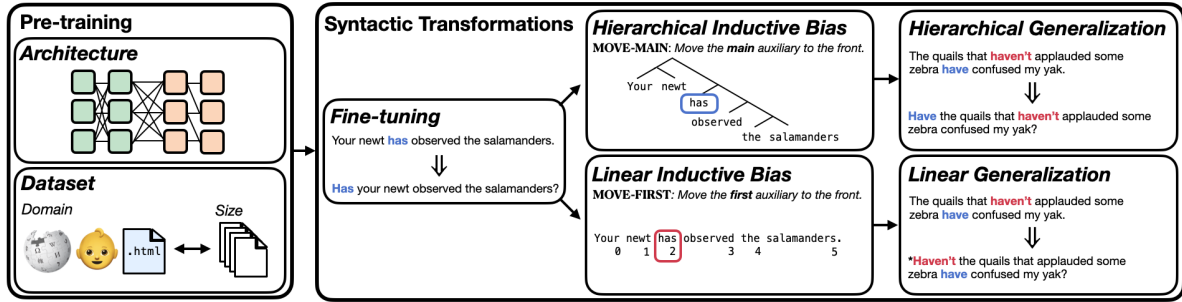 Pre-training
Architecture
Dataset
Domain
Size
.html
Syntactic Transformations
Fine-tuning
Your newt has observed the salamanders.
⇓
Has your newt observed the salamanders?
Hierarchical Inductive Bias
MOVE-MAIN: Move the main auxiliary to the front.
Your newt
has
observed
the salamanders
Linear Inductive Bias
MOVE-FIRST: Move the first auxiliary to the front.
Your newt has observed the salamanders.
0 1 2 3 4 5
Hierarchical Generalization
The quails that haven't applauded some
zebra have confused my yak.
⇓
Have the quails that haven't applauded some
zebra confused my yak?
Linear Generalization
The quails that haven't applauded some
zebra have confused my yak.
⇓
*Haven't the quails that applauded some
zebra have confused my yak?